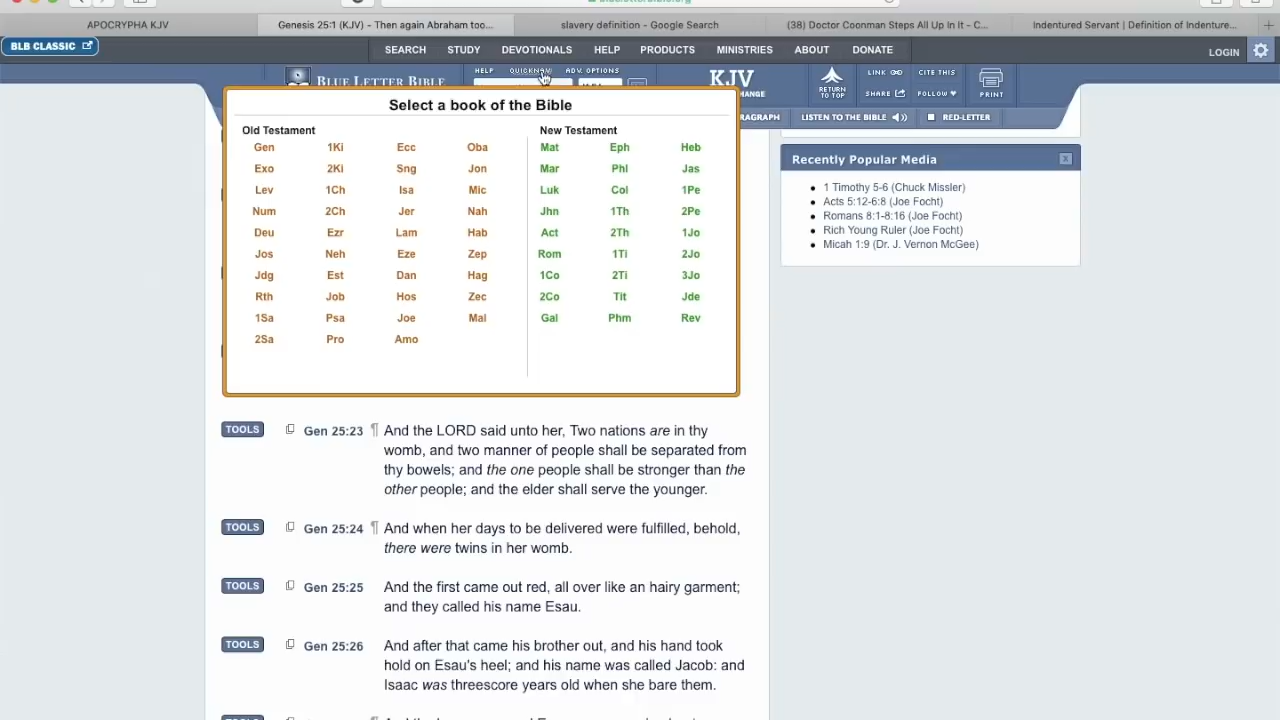 APOCRYPHA KJV
Genesis 25:1 (KJV) - Then again Abraham too...
slavery definition - Google Search
(38) Doctor Coonman Steps All Up In It - C...
Indentured Servant | Definition of Indenture...
BLB CLASSIC
SEARCH STUDY DEVOTIONALS HELP PRODUCTS MINISTRIES ABOUT DONATE
LOGIN
BLUE LETTER BIBLE
HELP QUICKNAV ADV. OPTIONS
KJV
CHANGE
RETURN
TO TOP
LINK
CITE THIS
SHARE
FOLLOW
PRINT
ARAGRAPH
LISTEN TO THE BIBLE
RED-LETTER
Select a book of the Bible
Old Testament
Gen 1Ki Ecc Oba
Exo 2Ki Sng Jon
Lev 1Ch Isa Mic
Num 2Ch Jer Nah
Deu Ezr Lam Hab
Jos Neh Eze Zep
Jdg Est Dan Hag
Rth Job Hos Zec
1Sa Psa Joe Mal
2Sa Pro Amo
New Testament
Mat Eph Heb
Mar Phl Jas
Luk Col 1Pe
Jhn 1Th 2Pe
Act 2Th 1Jo
Rom 1Ti 2Jo
1Co 2Ti 3Jo
2Co Tit Jde
Gal Phm Rev
Recently Popular Media
1 Timothy 5-6 (Chuck Missler)
Acts 5:12-6:8 (Joe Focht)
Romans 8:1-8:16 (Joe Focht)
Rich Young Ruler (Joe Focht)
Micah 1:9 (Dr. J. Vernon McGee)
TOOLS Gen 25:23 ¶ And the LORD said unto her, Two nations are in thy
womb, and two manner of people shall be separated from
thy bowels; and the one people shall be stronger than the
other people; and the elder shall serve the younger.
TOOLS Gen 25:24 ¶ And when her days to be delivered were fulfilled, behold,
there were twins in her womb.
TOOLS Gen 25:25 And the first came out red, all over like an hairy garment;
and they called his name Esau.
TOOLS Gen 25:26 And after that came his brother out, and his hand took
hold on Esau's heel; and his name was called Jacob: and
Isaac was threescore years old when she bare them.